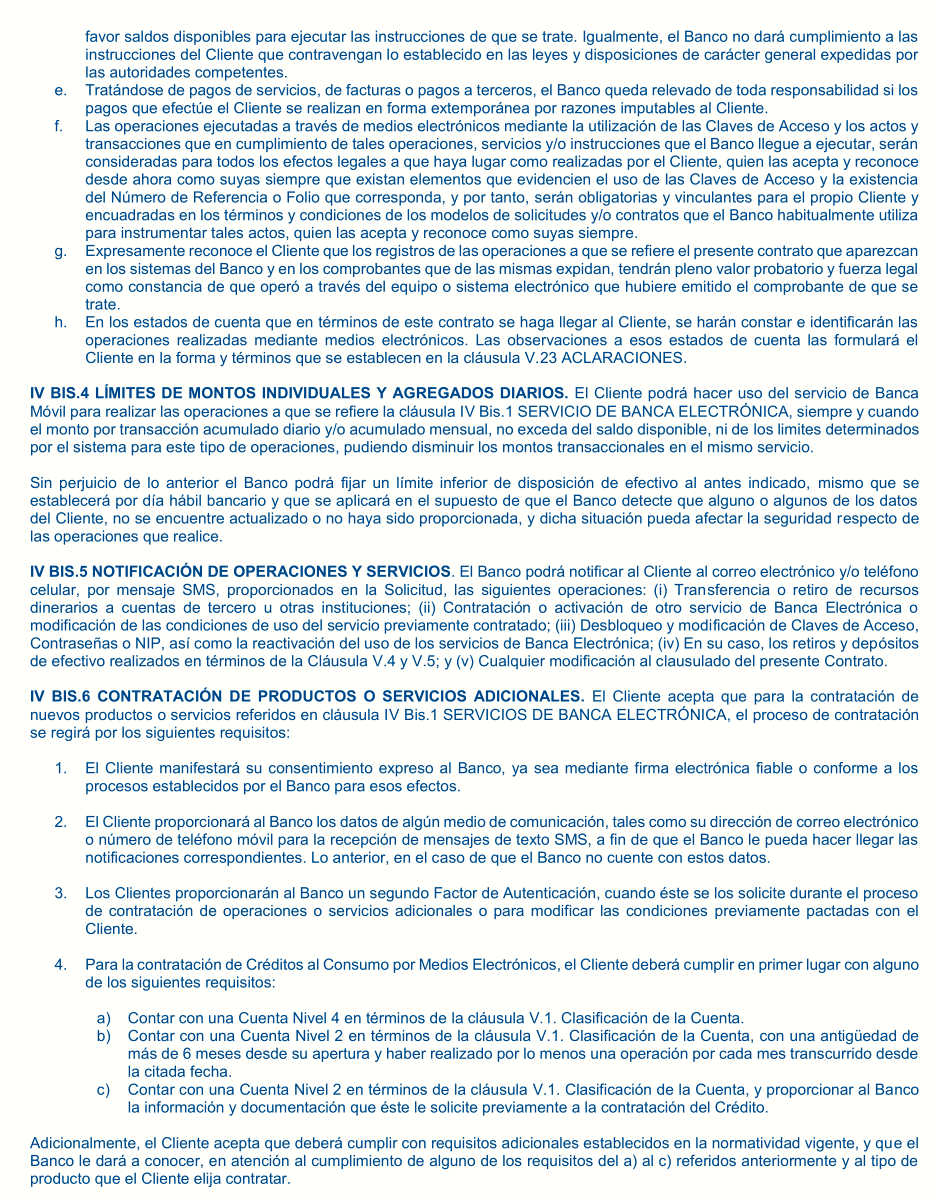 favor saldos disponibles para ejecutar las instrucciones de que se trate. Igualmente, el Banco no dará cumplimiento a las
instrucciones del Cliente que contravengan lo establecido en las leyes y disposiciones de carácter general expedidas por
las autoridades competentes.
e. Tratándose de pagos de servicios, de facturas o pagos a terceros, el Banco queda relevado de toda responsabilidad si los
pagos que efectúe el Cliente se realizan en forma extemporánea por razones imputables al Cliente.
f. Las operaciones ejecutadas a través de medios electrónicos mediante la utilización de las Claves de Acceso y los actos y
transacciones que en cumplimiento de tales operaciones, servicios y/o instrucciones que el Banco llegue a ejecutar, serán
consideradas para todos los efectos legales a que haya lugar como realizadas por el Cliente, quien las acepta y reconoce
desde ahora como suyas siempre que existan elementos que evidencien el uso de las Claves de Acceso y la existencia
del Número de Referencia o Folio que corresponda, y por tanto, serán obligatorias y vinculantes para el propio Cliente y
encuadradas en los términos y condiciones de los modelos de solicitudes y/o contratos que el Banco habitualmente utiliza
para instrumentar tales actos, quien las acepta y reconoce como suyas siempre.
g. Expresamente reconoce el Cliente que los registros de las operaciones a que se refiere el presente contrato que aparezcan
en los sistemas del Banco y en los comprobantes que de las mismas expidan, tendrán pleno valor probatorio y fuerza legal
como constancia de que operó a través del equipo o sistema electrónico que hubiere emitido el comprobante de que se
trate.
h. En los estados de cuenta que en términos de este contrato se haga llegar al Cliente, se harán constar e identificarán las
operaciones realizadas mediante medios electrónicos. Las observaciones a esos estados de cuenta las formulará el
Cliente en la forma y términos que se establecen en la cláusula V.23 ACLARACIONES.
IV BIS.4 LÍMITES DE MONTOS INDIVIDUALES Y AGREGADOS DIARIOS. El Cliente podrá hacer uso del servicio de Banca
Móvil para realizar las operaciones a que se refiere la cláusula IV Bis.1 SERVICIO DE BANCA ELECTRÓNICA, siempre y cuando
el monto por transacción acumulado diario y/o acumulado mensual, no exceda del saldo disponible, ni de los limites determinados
por el sistema para este tipo de operaciones, pudiendo disminuir los montos transaccionales en el mismo servicio.
Sin perjuicio de lo anterior el Banco podrá fijar un límite inferior de disposición de efectivo al antes indicado, mismo que se
establecerá por día hábil bancario y que se aplicará en el supuesto de que el Banco detecte que alguno o algunos de los datos
del Cliente, no se encuentre actualizado o no haya sido proporcionada, y dicha situación pueda afectar la seguridad respecto de
las operaciones que realice.
IV BIS.5 NOTIFICACIÓN DE OPERACIONES Y SERVICIOS. El Banco podrá notificar al Cliente al correo electrónico y/o teléfono
celular, por mensaje SMS, proporcionados en la Solicitud, las siguientes operaciones: (i) Transferencia o retiro de recursos
dinerarios a cuentas de tercero u otras instituciones; (ii) Contratación o activación de otro servicio de Banca Electrónica o
modificación de las condiciones de uso del servicio previamente contratado; (iii) Desbloqueo y modificación de Claves de Acceso,
Contraseñas o NIP, así como la reactivación del uso de los servicios de Banca Electrónica; (iv) En su caso, los retiros y depósitos
de efectivo realizados en términos de la Cláusula V.4 y V.5; y (v) Cualquier modificación al clausulado del presente Contrato.
IV BIS.6 CONTRATACIÓN DE PRODUCTOS O SERVICIOS ADICIONALES. El Cliente acepta que para la contratación de
nuevos productos o servicios referidos en cláusula IV Bis.1 SERVICIOS DE BANCA ELECTRÓNICA, el proceso de contratación
se regirá por los siguientes requisitos:
1. El Cliente manifestará su consentimiento expreso al Banco, ya sea mediante firma electrónica fiable o conforme a los
procesos establecidos por el Banco para esos efectos.
2. El Cliente proporcionará al Banco los datos de algún medio de comunicación, tales como su dirección de correo electrónico
o número de teléfono móvil para la recepción de mensajes de texto SMS, a fin de que el Banco le pueda hacer llegar las
notificaciones correspondientes. Lo anterior, en el caso de que el Banco no cuente con estos datos.
3. Los Clientes proporcionarán al Banco un segundo Factor de Autenticación, cuando éste se los solicite durante el proceso
de contratación de operaciones o servicios adicionales o para modificar las condiciones previamente pactadas con el
Cliente.
4. Para la contratación de Créditos al Consumo por Medios Electrónicos, el Cliente deberá cumplir en primer lugar con alguno
de los siguientes requisitos:
a) Contar con una Cuenta Nivel 4 en términos de la cláusula V.1. Clasificación de la Cuenta.
b) Contar con una Cuenta Nivel 2 en términos de la cláusula V.1. Clasificación de la Cuenta, con una antigüedad de
más de 6 meses desde su apertura y haber realizado por lo menos una operación por cada mes transcurrido desde
la citada fecha.
c) Contar con una Cuenta Nivel 2 en términos de la cláusula V.1. Clasificación de la Cuenta, y proporcionar al Banco
la información y documentación que éste le solicite previamente a la contratación del Crédito.
Adicionalmente, el Cliente acepta que deberá cumplir con requisitos adicionales establecidos en la normatividad vigente, y que el
Banco le dará a conocer, en atención al cumplimiento de alguno de los requisitos del a) al c) referidos anteriormente y al tipo de
producto que el Cliente elija contratar.